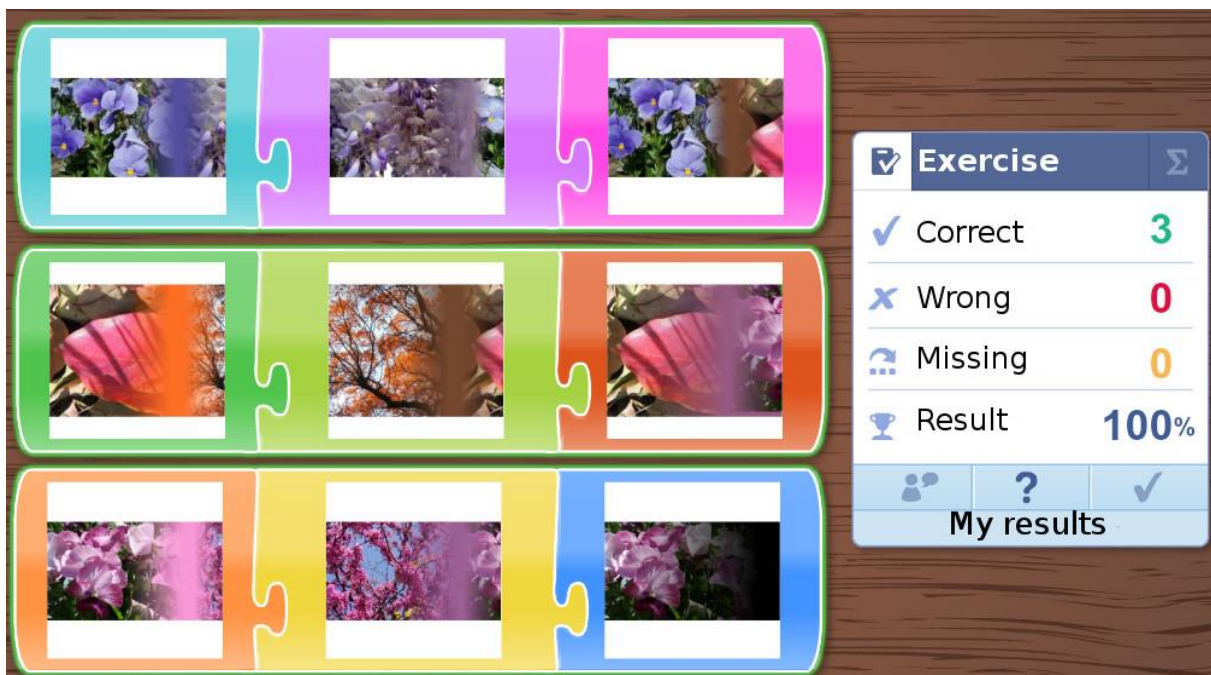 Exercise Σ
Correct 3
Wrong 0
Missing 0
Result 100%
?
My results